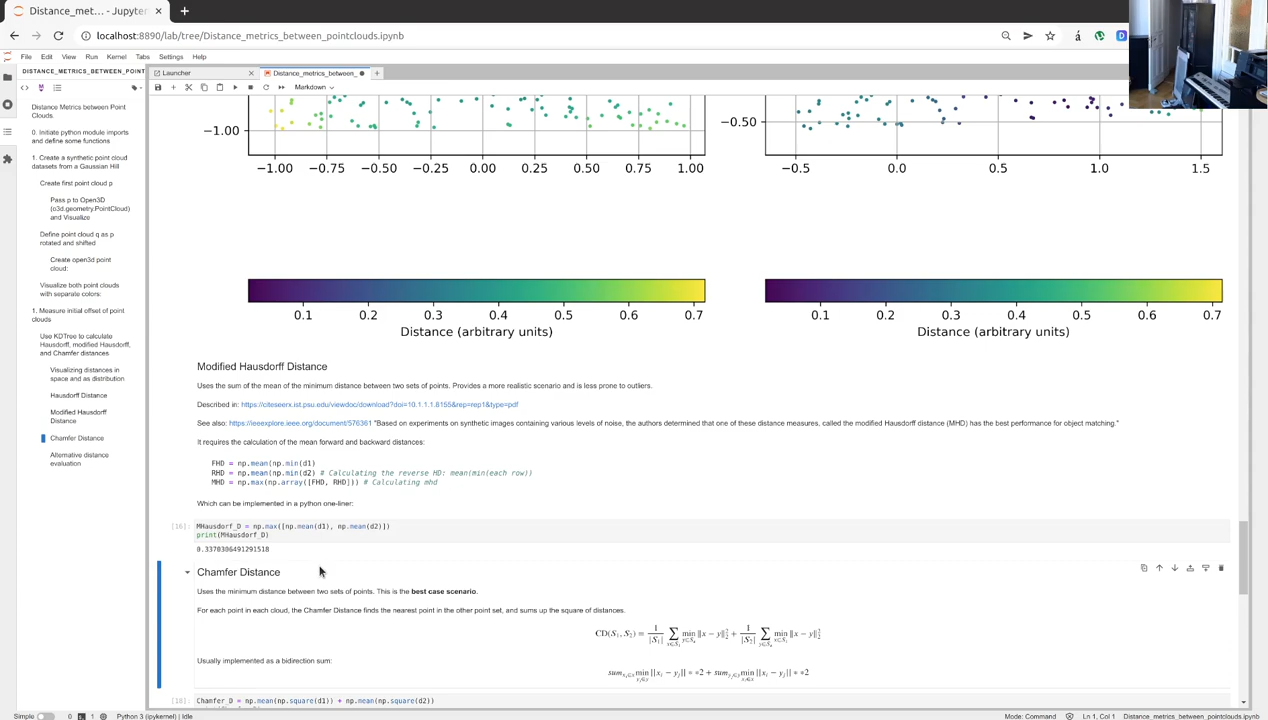 Distance_met… - Jupyter
localhost:8890/lab/tree/Distance_metrics_between_pointclouds.ipynb
File Edit View Run Kernel Tabs Settings Help
DISTANCE_METRICS_BETWEEN_POINT
Launcher
Distance_metrics_between_
Markdown
Distance Metrics between Point
Clouds
0. Initiate python module imports
and define some functions
1. Create a synthetic point cloud
datasets from a Gaussian Hill
Create first point cloud p
Pass p to Open3D
(o3d.geometry.PointCloud)
and Visualize
Define point cloud q as p
rotated and shifted
Create open3d point
cloud:
Visualize both point clouds
with separate colors:
1. Measure initial offset of point
clouds
Use KDTree to calculate
Hausdorff, modified Hausdorff,
and Chamfer distances
Visualizing distances in
space and as distribution
Hausdorff Distance
Modified Hausdorff
Distance
Chamfer Distance
Alternative distance
evaluation
−1.00
−1.00 −0.75 −0.50 −0.25 0.00 0.25 0.50 0.75 1.00
−0.50
−0.5 0.0 0.5 1.0 1.5
0.1 0.2 0.3 0.4 0.5 0.6 0.7
Distance (arbitrary units)
0.1 0.2 0.3 0.4 0.5 0.6 0.7
Distance (arbitrary units)
Modified Hausdorff Distance
Uses the sum of the mean of the minimum distance between two sets of points. Provides a more realistic scenario and is less prone to outliers.
Described in: https://citeseerx.ist.psu.edu/viewdoc/download?doi=10.1.1.1.8155&rep=rep1&type=pdf
See also: https://ieeexplore.ieee.org/document/576361 "Based on experiments on synthetic images containing various levels of noise, the authors determined that one of these distance measures, called the modified Hausdorff distance (MHD) has the best performance for object matching."
It requires the calculation of the mean forward and backward distances:
FHD = np.mean(np.min(d1)
RHD = np.mean(np.min(d2) # Calculating the reverse HD: mean(min(each row))
MHD = np.max(np.array([FHD, RHD])) # Calculating mhd
Which can be implemented in a python one-liner:
[16]: MHausdorf_D = np.max([np.mean(d1), np.mean(d2)])
print(MHausdorf_D)
0.3370306491291518
Chamfer Distance
Uses the minimum distance between two sets of points. This is the best case scenario.
For each point in each cloud, the Chamfer Distance finds the nearest point in the other point set, and sums up the square of distances.
CD(S₁, S₂) = 1/|S₁| ∑x∈S₁ min y∈S₂ ||x − y||₂² + 1/|S₂| ∑y∈S₂ min x∈S₁ ||x − y||₂²
Usually implemented as a bidirection sum:
[18]: Chamfer_D = np.mean(np.square(d1)) + np.mean(np.square(d2))
Simple 0 1 Python 3 (ipykernel) | Idle
Mode: Command Ln 1, Col 1 Distance_metrics_between_pointclouds.ipynb